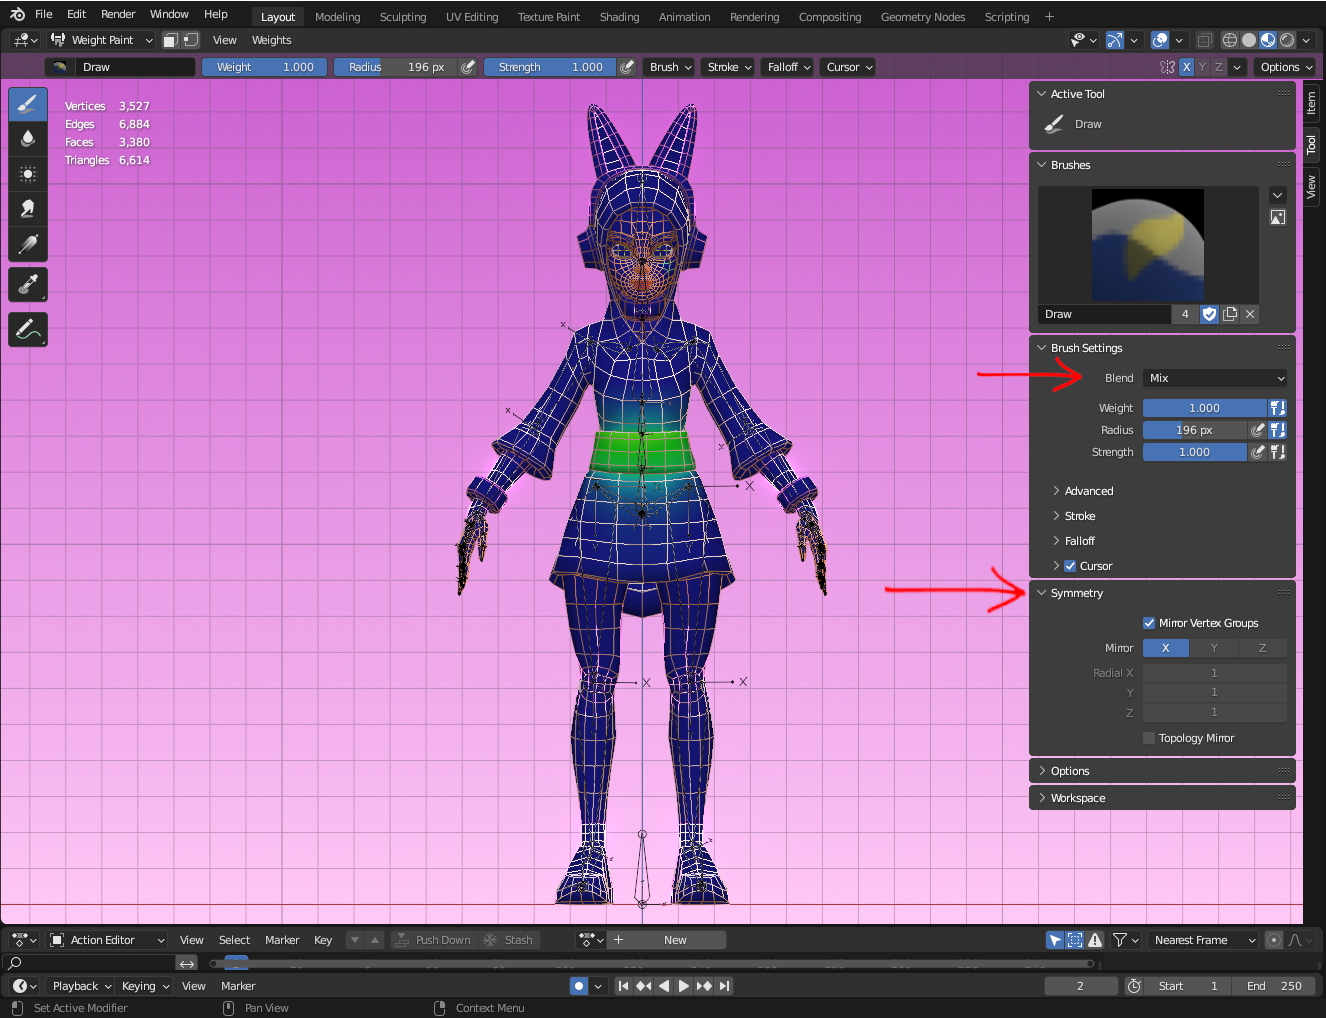 File Edit Render Window Help Layout Modeling Sculpting UV Editing Texture Paint Shading Animation Rendering Compositing Geometry Nodes Scripting +
Weight Paint View Weights
Draw Weight 1.000 Radius 196 px Strength 1.000 Brush Stroke Falloff Cursor X Y Z Options
Vertices 3,527
Edges 6,884
Faces 3,380
Triangles 6,614
Active Tool
Draw
Brushes
Draw 4
Brush Settings
Blend Mix
Weight 1.000
Radius 196 px
Strength 1.000
Advanced
Stroke
Falloff
Cursor
Symmetry
Mirror Vertex Groups
Mirror X Y Z
Radial X 1
Y 1
Z 1
Topology Mirror
Options
Workspace
Item
Tool
View
x
x
x
X
X
X
Action Editor View Select Marker Key Push Down Stash + New Nearest Frame
Playback Keying View Marker 2 Start 1 End 250
Set Active Modifier Pan View Context Menu